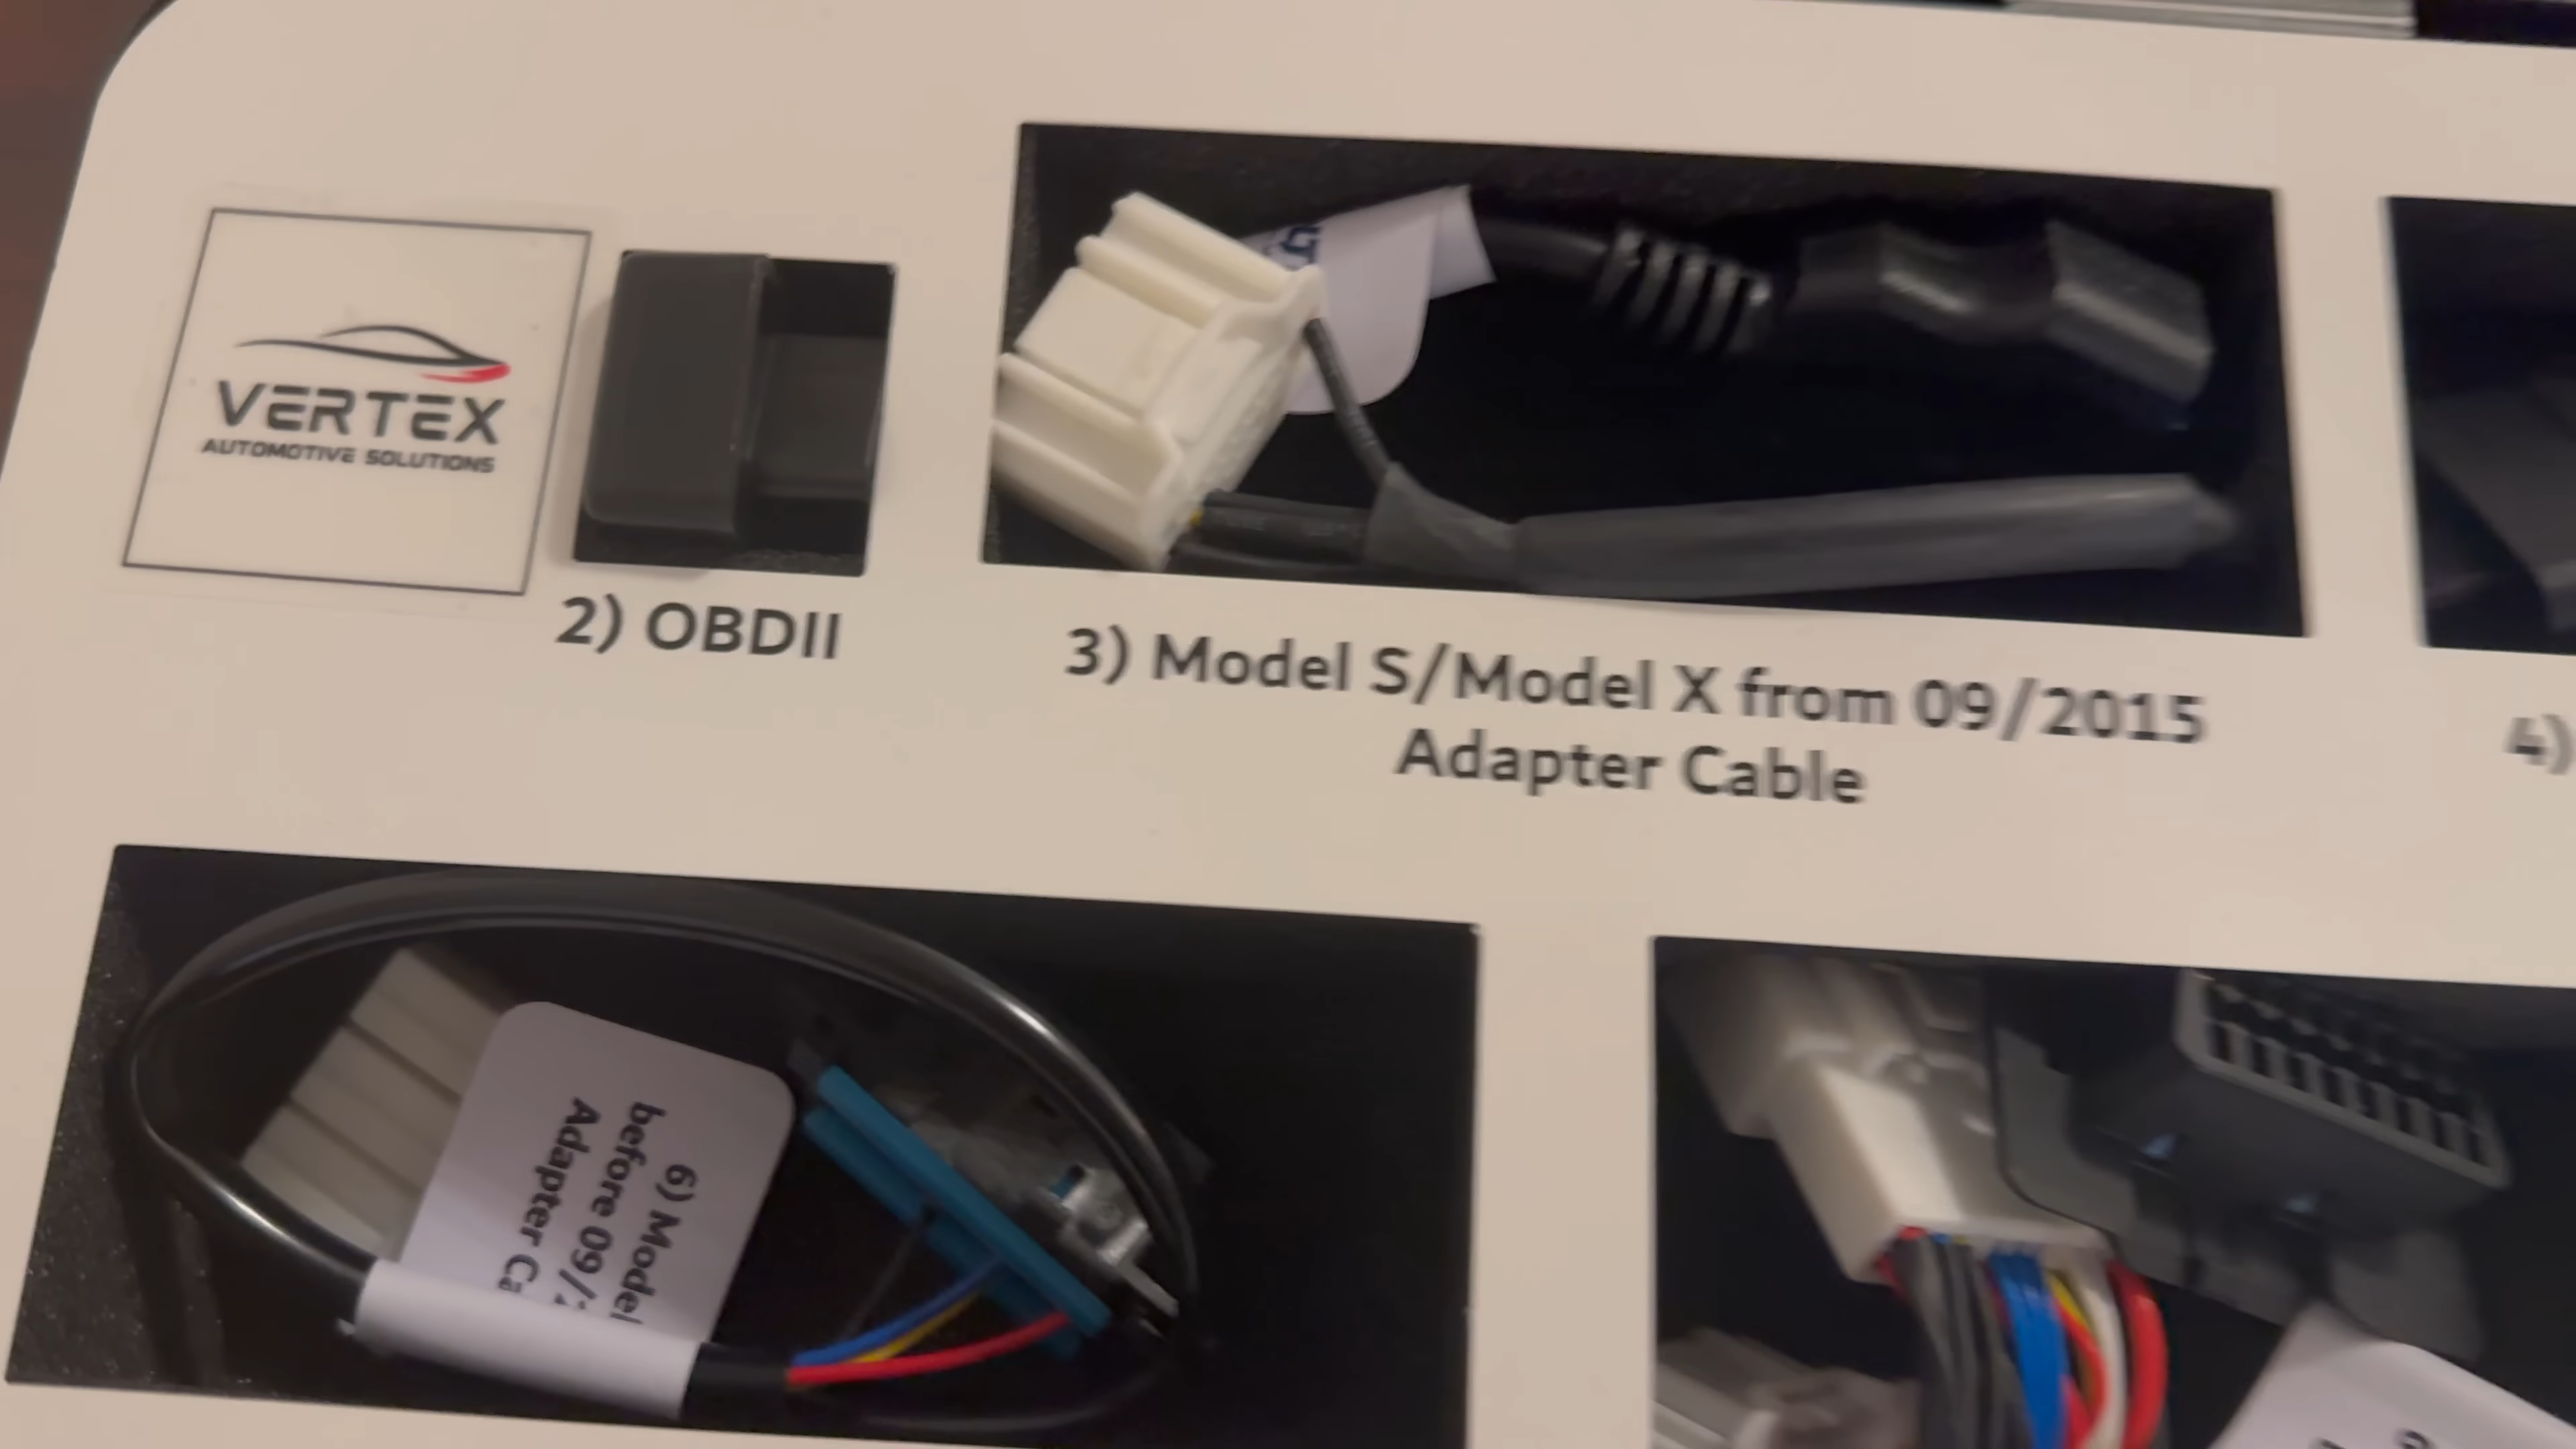 VERTEX
AUTOMOTIVE SOLUTIONS
2) OBDII
3) Model S/Model X from 09/2015
Adapter Cable
4)
6) Model
before 09/
Adapter Ca